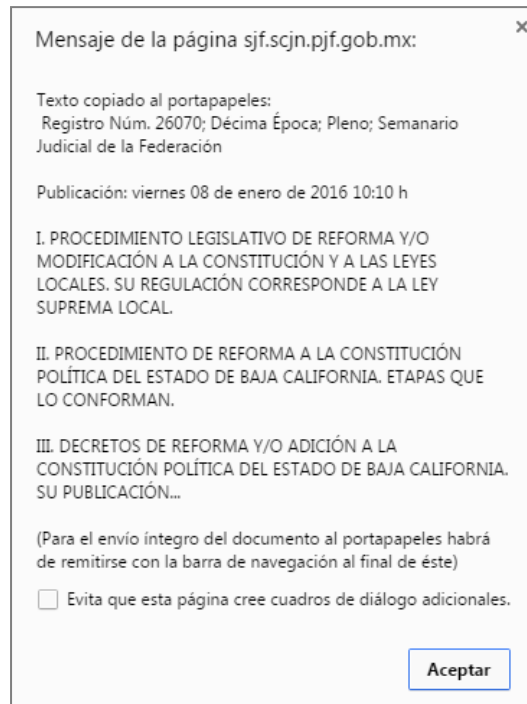 Mensaje de la página sjf.scjn.pjf.gob.mx:
Texto copiado al portapapeles:
Registro Núm. 26070; Décima Época; Pleno; Semanario
Judicial de la Federación
Publicación: viernes 08 de enero de 2016 10:10 h
I. PROCEDIMIENTO LEGISLATIVO DE REFORMA Y/O
MODIFICACIÓN A LA CONSTITUCIÓN Y A LAS LEYES
LOCALES. SU REGULACIÓN CORRESPONDE A LA LEY
SUPREMA LOCAL.
II. PROCEDIMIENTO DE REFORMA A LA CONSTITUCIÓN
POLÍTICA DEL ESTADO DE BAJA CALIFORNIA. ETAPAS QUE
LO CONFORMAN.
III. DECRETOS DE REFORMA Y/O ADICIÓN A LA
CONSTITUCIÓN POLÍTICA DEL ESTADO DE BAJA CALIFORNIA.
SU PUBLICACIÓN...
(Para el envío íntegro del documento al portapapeles habrá
de remitirse con la barra de navegación al final de éste)
Evita que esta página cree cuadros de diálogo adicionales.
Aceptar